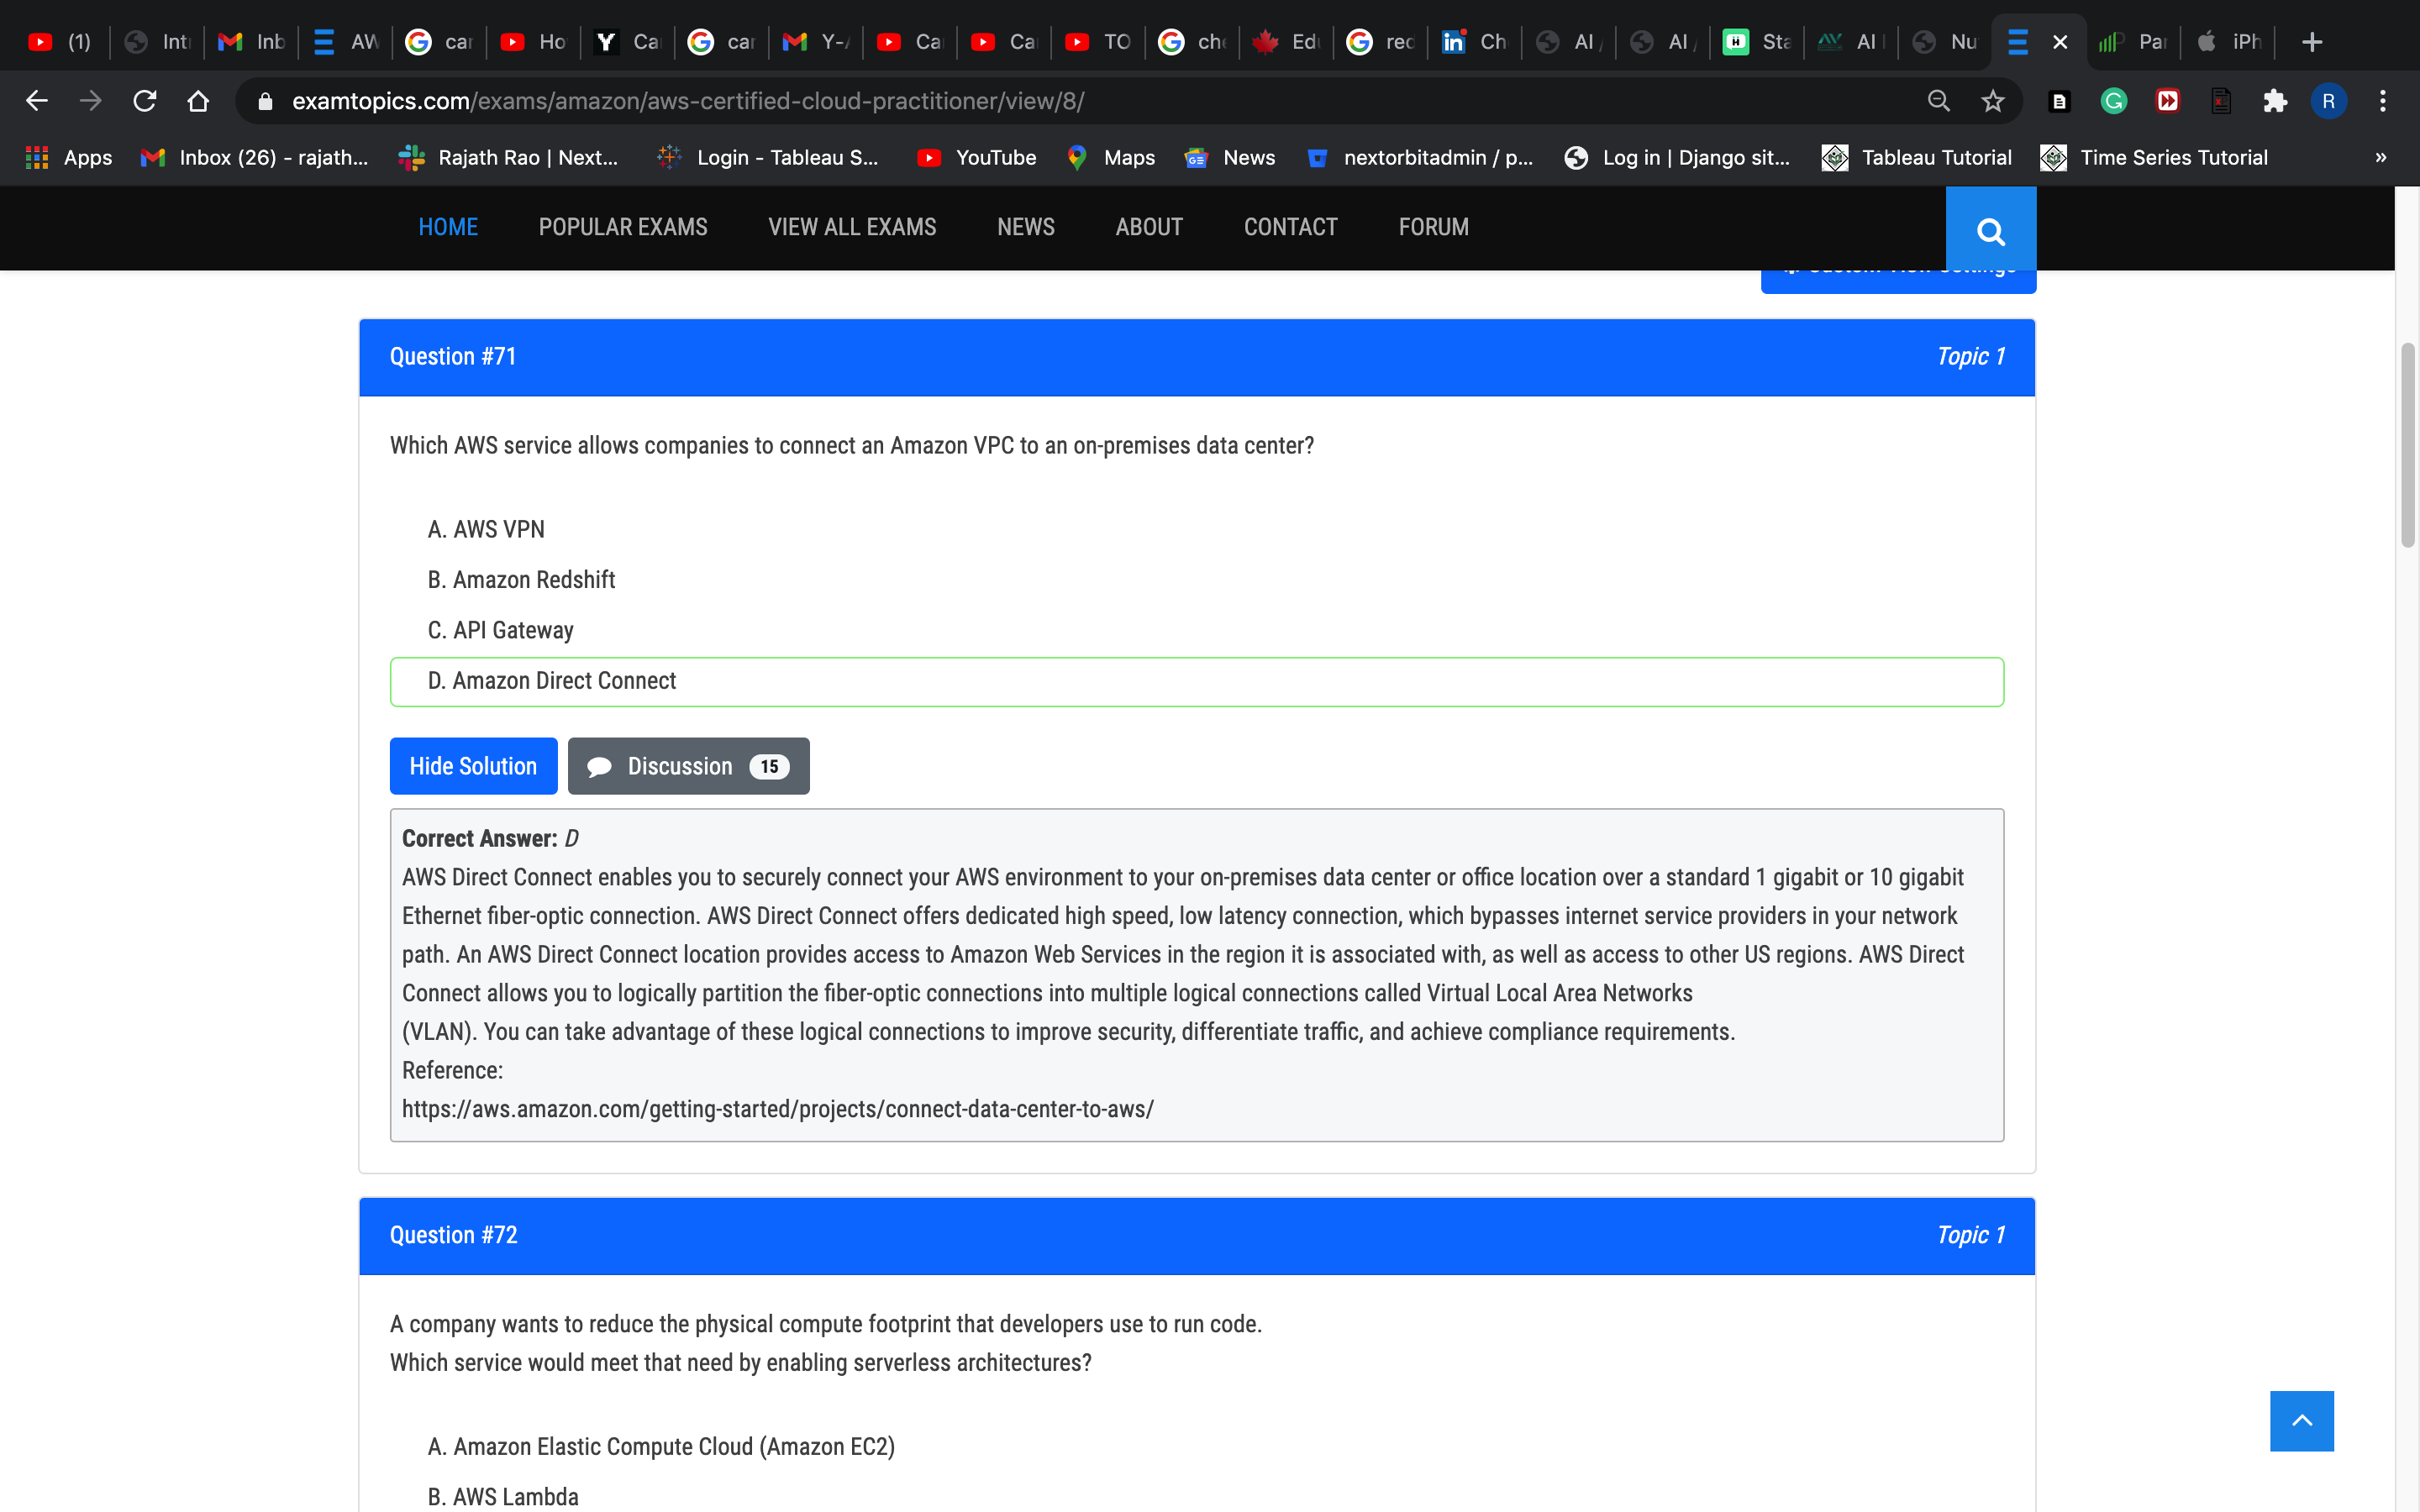 (1) Int Inb AW car Ho Ca car Y-/ Ca Ca TO che Edu rec Ch AI AI Sta AI Nu Par iPh
examtopics.com/exams/amazon/aws-certified-cloud-practitioner/view/8/ R
Apps Inbox (26) - rajath... Rajath Rao | Next... Login - Tableau S... YouTube Maps News nextorbitadmin / p... Log in | Django sit... Tableau Tutorial Time Series Tutorial »
HOME POPULAR EXAMS VIEW ALL EXAMS NEWS ABOUT CONTACT FORUM
Custom View Settings
Question #71 Topic 1
Which AWS service allows companies to connect an Amazon VPC to an on-premises data center?
A. AWS VPN
B. Amazon Redshift
C. API Gateway
D. Amazon Direct Connect
Hide Solution Discussion 15
Correct Answer: D
AWS Direct Connect enables you to securely connect your AWS environment to your on-premises data center or office location over a standard 1 gigabit or 10 gigabit
Ethernet fiber-optic connection. AWS Direct Connect offers dedicated high speed, low latency connection, which bypasses internet service providers in your network
path. An AWS Direct Connect location provides access to Amazon Web Services in the region it is associated with, as well as access to other US regions. AWS Direct
Connect allows you to logically partition the fiber-optic connections into multiple logical connections called Virtual Local Area Networks
(VLAN). You can take advantage of these logical connections to improve security, differentiate traffic, and achieve compliance requirements.
Reference:
https://aws.amazon.com/getting-started/projects/connect-data-center-to-aws/
Question #72 Topic 1
A company wants to reduce the physical compute footprint that developers use to run code.
Which service would meet that need by enabling serverless architectures?
A. Amazon Elastic Compute Cloud (Amazon EC2)
B. AWS Lambda